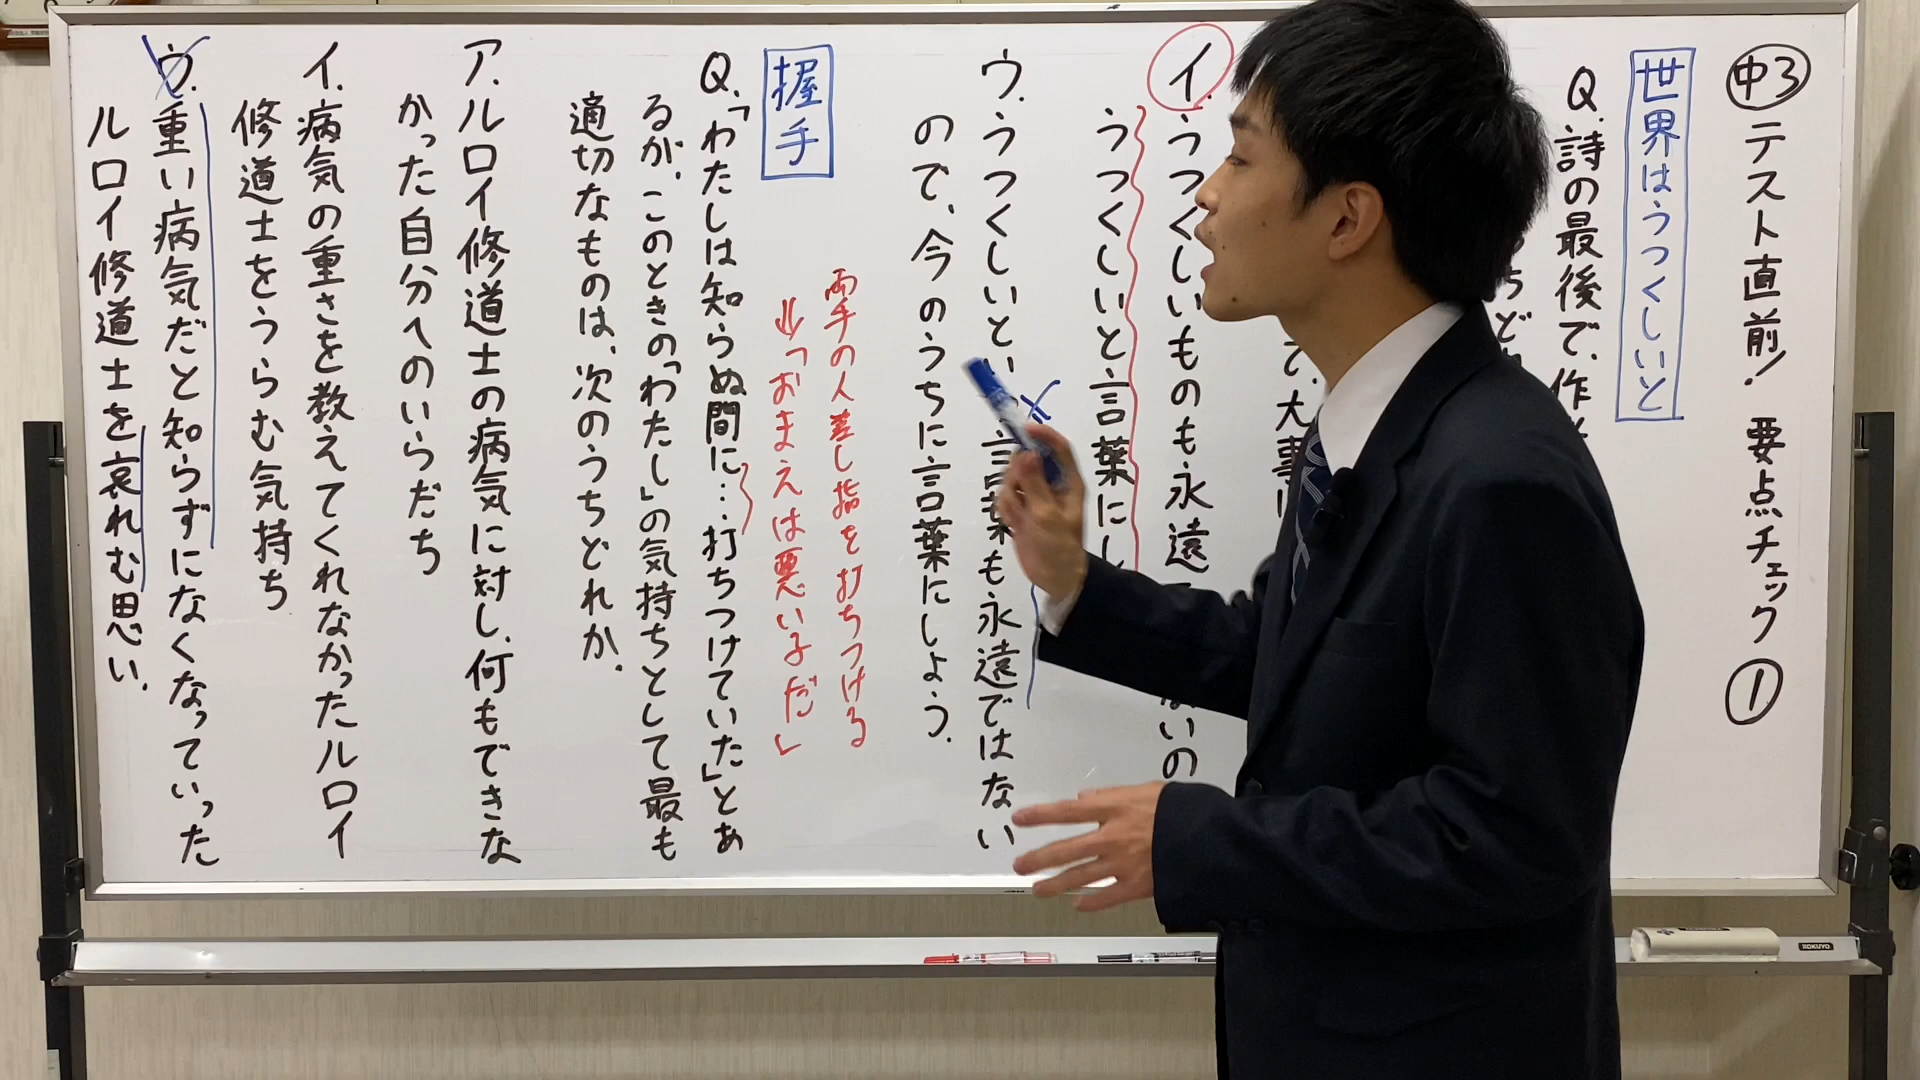 中3 テスト直前! 要点チェック ①
世界はうつくしいと
Q.詩の最後で、作
イ.うつくしいものも永遠
うつくしいと言葉にし
ウ.うつくしいとい 言葉も永遠ではない
ので、今のうちに言葉にしよう.
握手
両手の人差し指を打ちつける
⇒「おまえは悪い子だ」
Q.「わたしは知らぬ間に…打ちつけていた」とあ
るが、このときの「わたし」の気持ちとして最も
適切なものは、次のうちどれか.
ア.ルロイ修道士の病気に対し、何もできな
かった自分へのいらだち
イ.病気の重さを教えてくれなかったルロイ
修道士をうらむ気持ち
ウ.重い病気だと知らずになくなっていった
ルロイ修道士を哀れむ思い.
KOKUYO